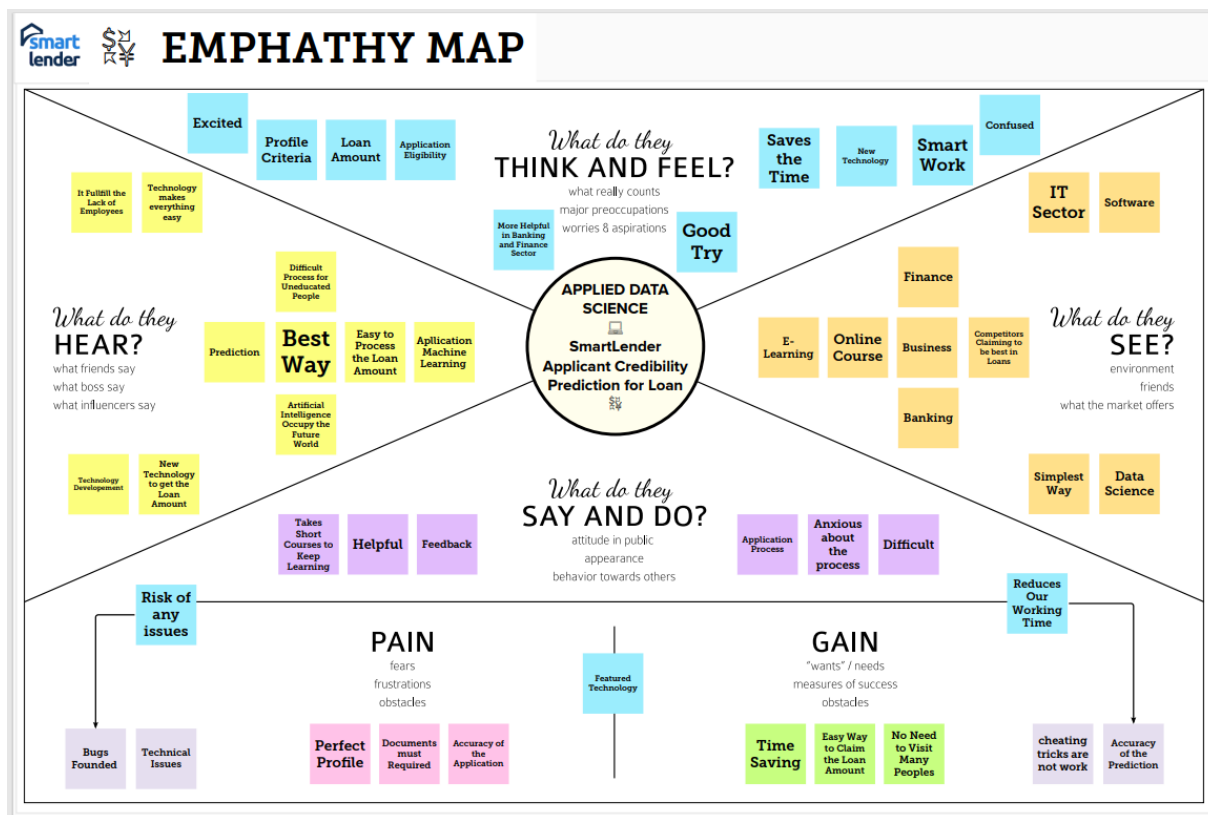 smart
lender
EMPHATHY MAP
Excited
Profile
Criteria
Loan
Amount
Application
Eligibility
What do they
THINK AND FEEL?
what really counts
major preoccupations
worries & aspirations
More Helpful
in Banking
and Finance
Sector
Good
Try
Saves
the
Time
New
Technology
Smart
Work
Confused
It Fullfill the
Lack of
Employees
Technology
makes
everything
easy
Difficult
Process for
Uneducated
People
What do they
HEAR?
what friends say
what boss say
what influencers say
Prediction
Best
Way
Easy to
Process
the Loan
Amount
Apllication
Machine
Learning
Artificial
Intelligence
Occupy the
Future
World
Technology
Developement
New
Technology
to get the
Loan
Amount
APPLIED DATA
SCIENCE
SmartLender
Applicant Credibility
Prediction for Loan
IT
Sector
Software
Finance
E-
Learning
Online
Course
Business
Competitors
Claiming to
be best in
Loans
Banking
What do they
SEE?
environment
friends
what the market offers
Simplest
Way
Data
Science
What do they
SAY AND DO?
attitude in public
appearance
behavior towards others
Takes
Short
Courses to
Keep
Learning
Helpful
Feedback
Application
Process
Anxious
about
the
process
Difficult
Risk of
any
issues
Reduces
Our
Working
Time
PAIN
fears
frustrations
obstacles
Featured
Technology
GAIN
"wants" / needs
measures of success
obstacles
Bugs
Founded
Technical
Issues
Perfect
Profile
Documents
must
Required
Accuracy of
the
Application
Time
Saving
Easy Way
to Claim
the Loan
Amount
No Need
to Visit
Many
Peoples
cheating
tricks are
not work
Accuracy
of the
Prediction